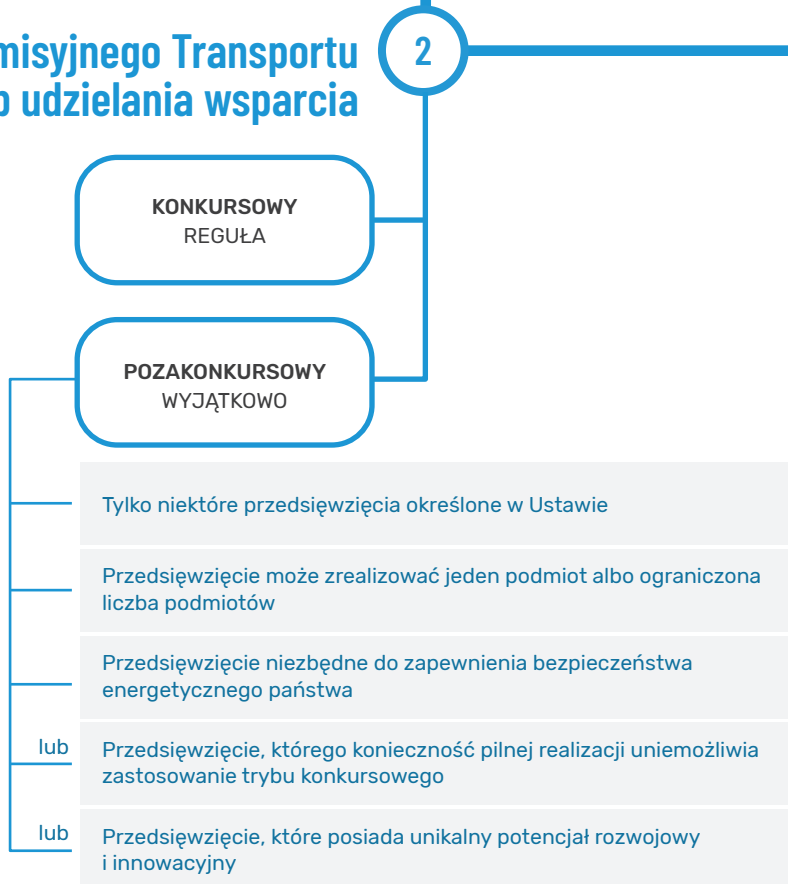 misyjnego Transportu
udzielania wsparcia
2
KONKURSOWY
REGUŁA
POZAKONKURSOWY
WYJĄTKOWO
Tylko niektóre przedsięwzięcia określone w Ustawie
Przedsięwzięcie może zrealizować jeden podmiot albo ograniczona
liczba podmiotów
Przedsięwzięcie niezbędne do zapewnienia bezpieczeństwa
energetycznego państwa
lub
Przedsięwzięcie, którego konieczność pilnej realizacji uniemożliwia
zastosowanie trybu konkursowego
lub
Przedsięwzięcie, które posiada unikalny potencjał rozwojowy
i innowacyjny